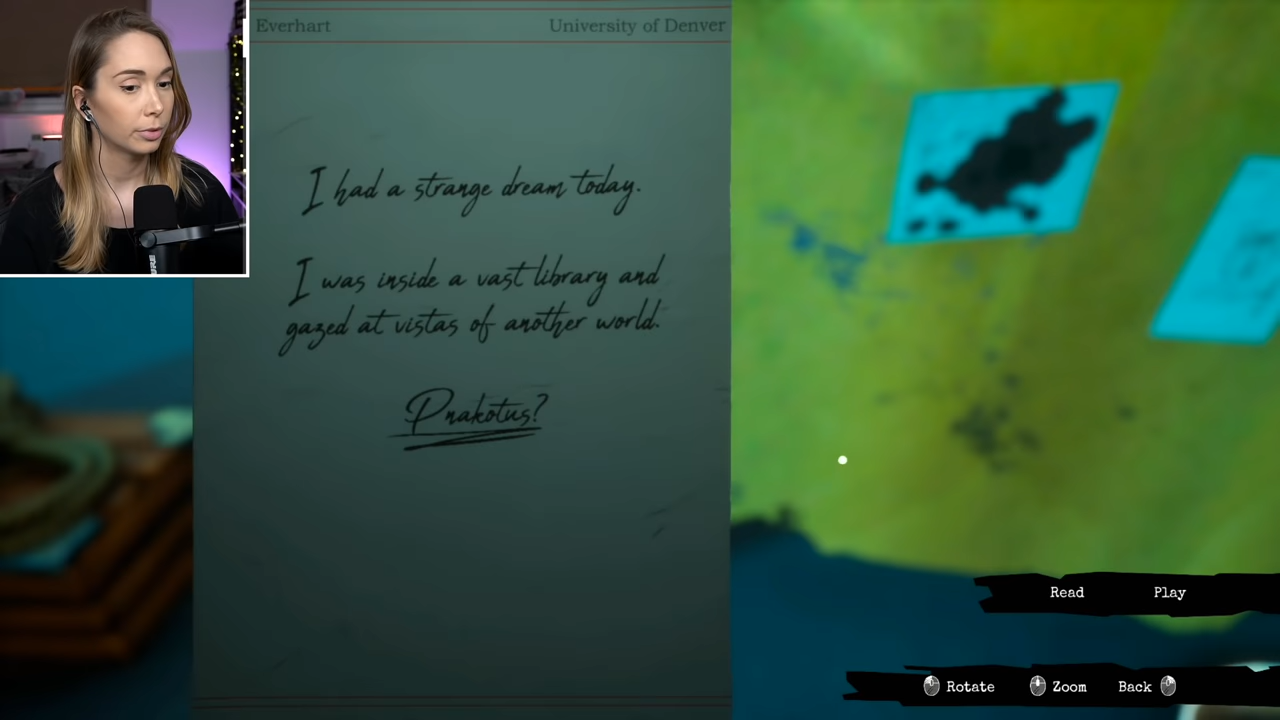 Everhart University of Denver
I had a strange dream today.
I was inside a vast library and
gazed at vistas of another world.
Pnakotus?
Read Play
Rotate Zoom Back